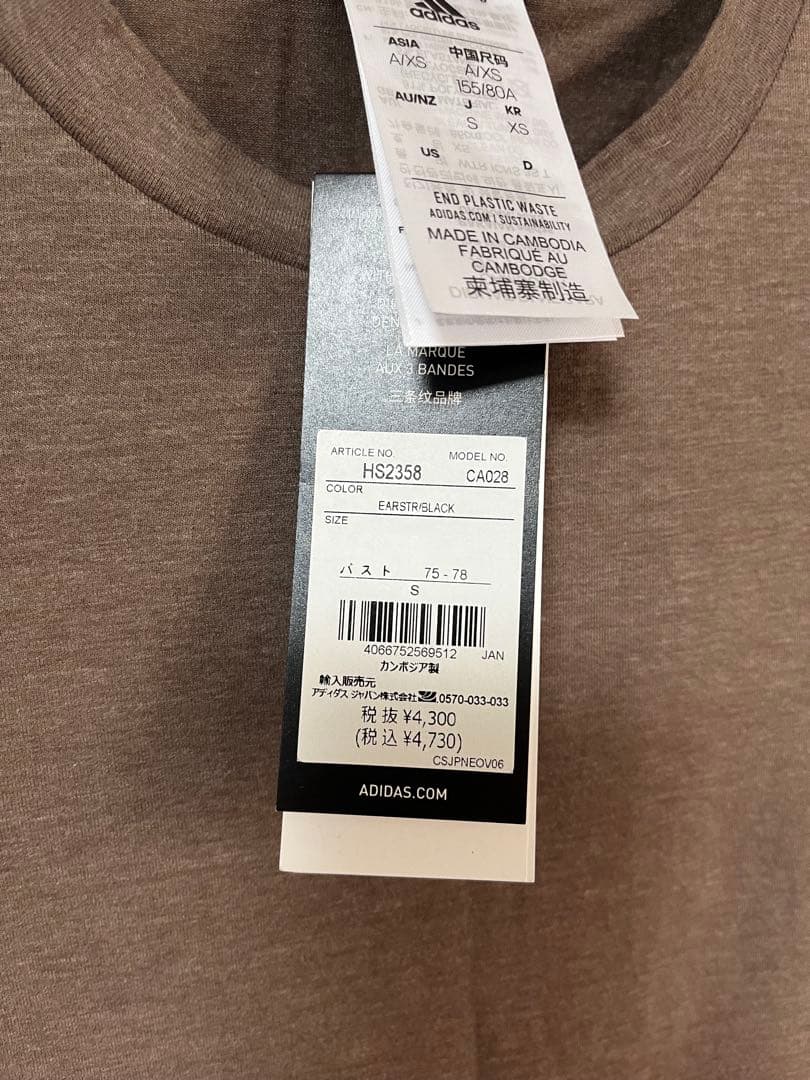 adidas
ASIA 中国尺码
A/XS A/XS
155/80A
AU/NZ J KR
S XS
US D
END PLASTIC WASTE
ADIDAS.COM | SUSTAINABILITY
MADE IN CAMBODIA
FABRIQUÉ AU
CAMBODGE
柬埔寨制造
LA MARQUE
AUX 3 BANDES
三条纹品牌
ARTICLE NO. MODEL NO.
HS2358 CA028
COLOR
EARSTR/BLACK
SIZE
バスト 75 - 78
S
4066752569512 JAN
カンボジア製
輸入販売元
アディダス ジャパン株式会社 0570-033-033
税抜 ¥4,300
(税込 ¥4,730)
CSJPNEOV06
ADIDAS.COM